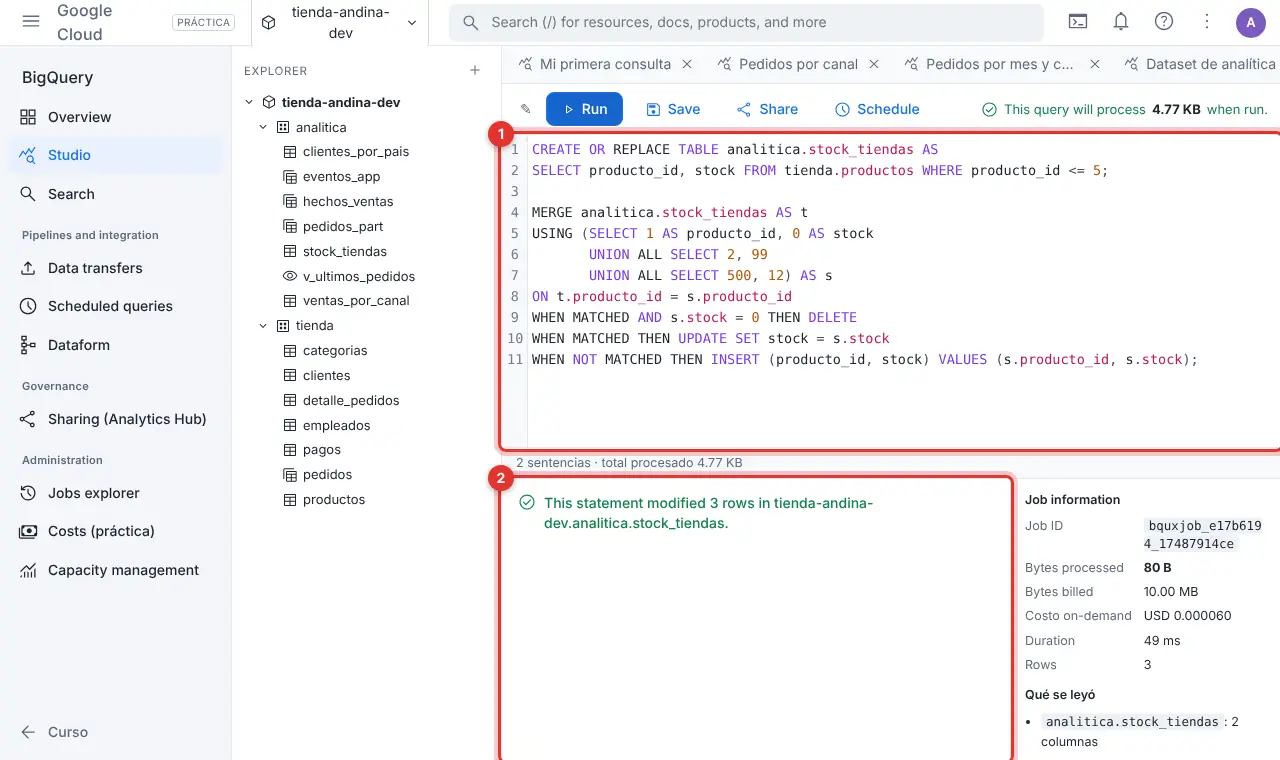 Google Cloud
PRÁCTICA
tienda-andina-dev
Search (/) for resources, docs, products, and more
A
BigQuery
Overview
Studio
Search
Pipelines and integration
Data transfers
Scheduled queries
Dataform
Governance
Sharing (Analytics Hub)
Administration
Jobs explorer
Costs (práctica)
Capacity management
Curso
EXPLORER
tienda-andina-dev
analitica
clientes_por_pais
eventos_app
hechos_ventas
pedidos_part
stock_tiendas
v_ultimos_pedidos
ventas_por_canal
tienda
categorias
clientes
detalle_pedidos
empleados
pagos
pedidos
productos
Mi primera consulta
Pedidos por canal
Pedidos por mes y c...
Dataset de analítica
Run
Save
Share
Schedule
This query will process 4.77 KB when run.
1
1 CREATE OR REPLACE TABLE analitica.stock_tiendas AS
2 SELECT producto_id, stock FROM tienda.productos WHERE producto_id <= 5;
3
4 MERGE analitica.stock_tiendas AS t
5 USING (SELECT 1 AS producto_id, 0 AS stock
6 UNION ALL SELECT 2, 99
7 UNION ALL SELECT 500, 12) AS s
8 ON t.producto_id = s.producto_id
9 WHEN MATCHED AND s.stock = 0 THEN DELETE
10 WHEN MATCHED THEN UPDATE SET stock = s.stock
11 WHEN NOT MATCHED THEN INSERT (producto_id, stock) VALUES (s.producto_id, s.stock);
2 sentencias · total procesado 4.77 KB
2
This statement modified 3 rows in tienda-andina-
dev.analitica.stock_tiendas.
Job information
Job ID bquxjob_e17b619
4_17487914ce
Bytes processed 80 B
Bytes billed 10.00 MB
Costo on-demand USD 0.000060
Duration 49 ms
Rows 3
Qué se leyó
• analitica.stock_tiendas : 2
columnas